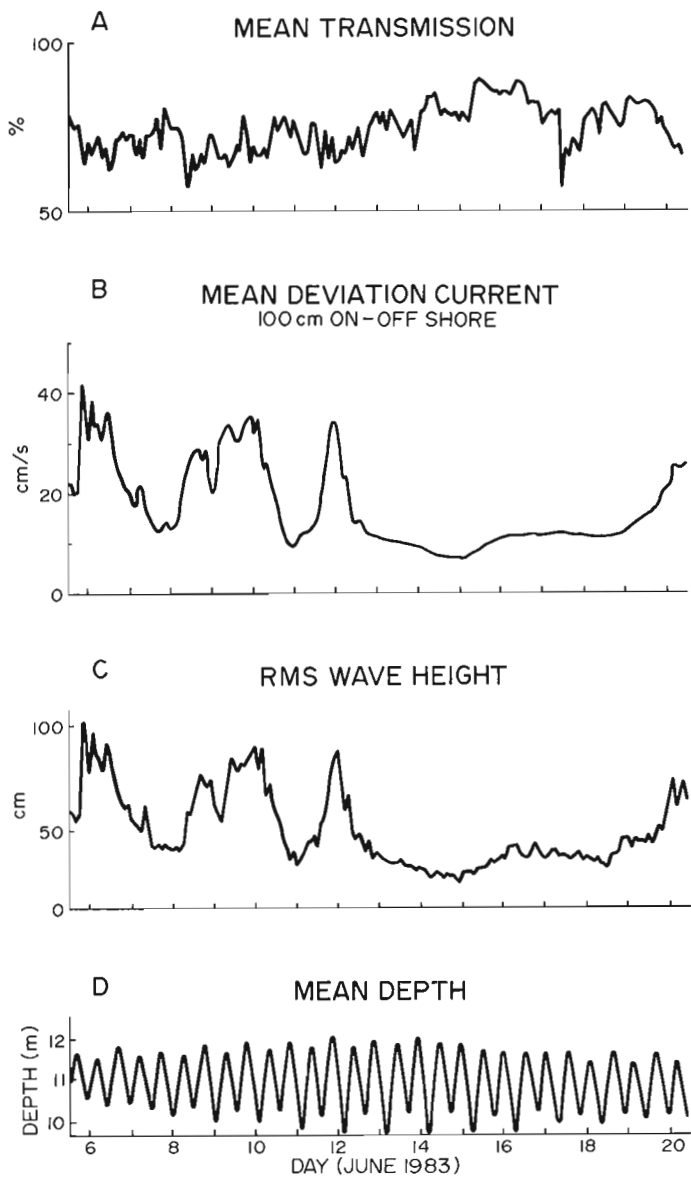 A
MEAN TRANSMISSION
100
%
50
B
MEAN DEVIATION CURRENT
100 cm ON-OFF SHORE
40
cm/s
20
0
C
RMS WAVE HEIGHT
100
cm
50
0
D
MEAN DEPTH
12
DEPTH (m)
11
10
6 8 10 12 14 16 18 20
DAY (JUNE 1983)